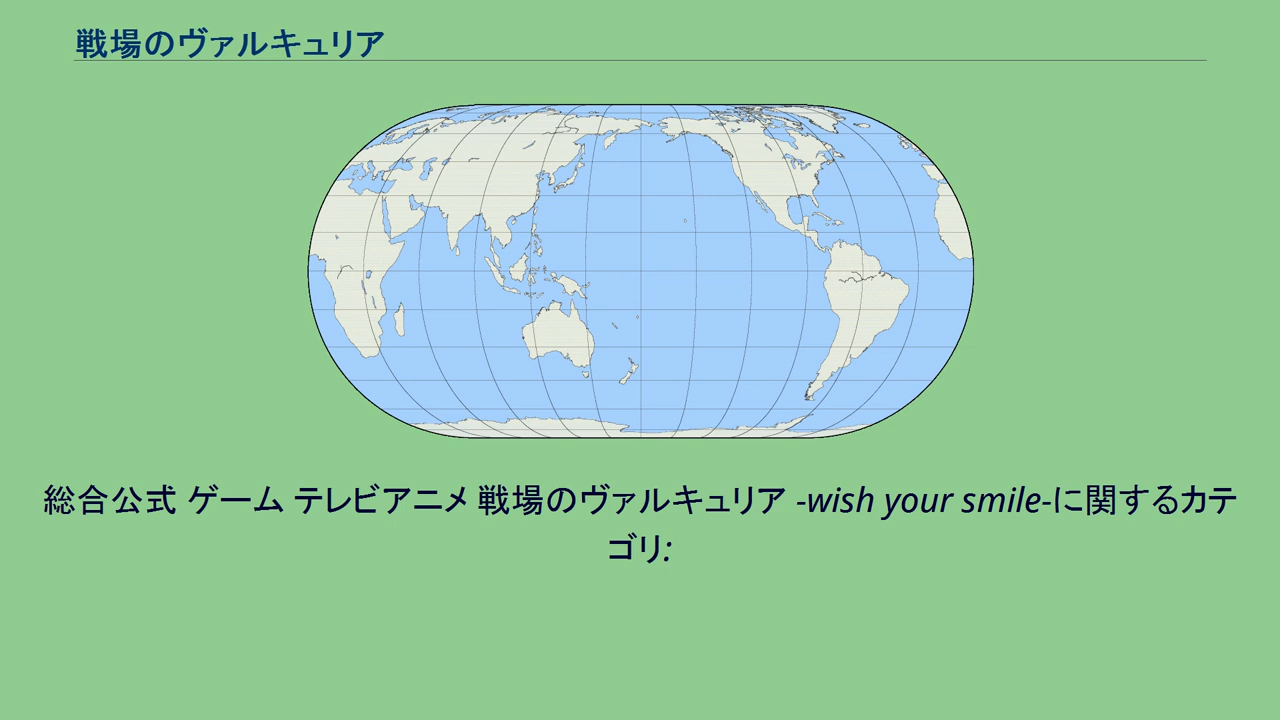 戦場のヴァルキュリア
総合公式 ゲーム テレビアニメ 戦場のヴァルキュリア -wish your smile-に関するカテ
ゴリ: